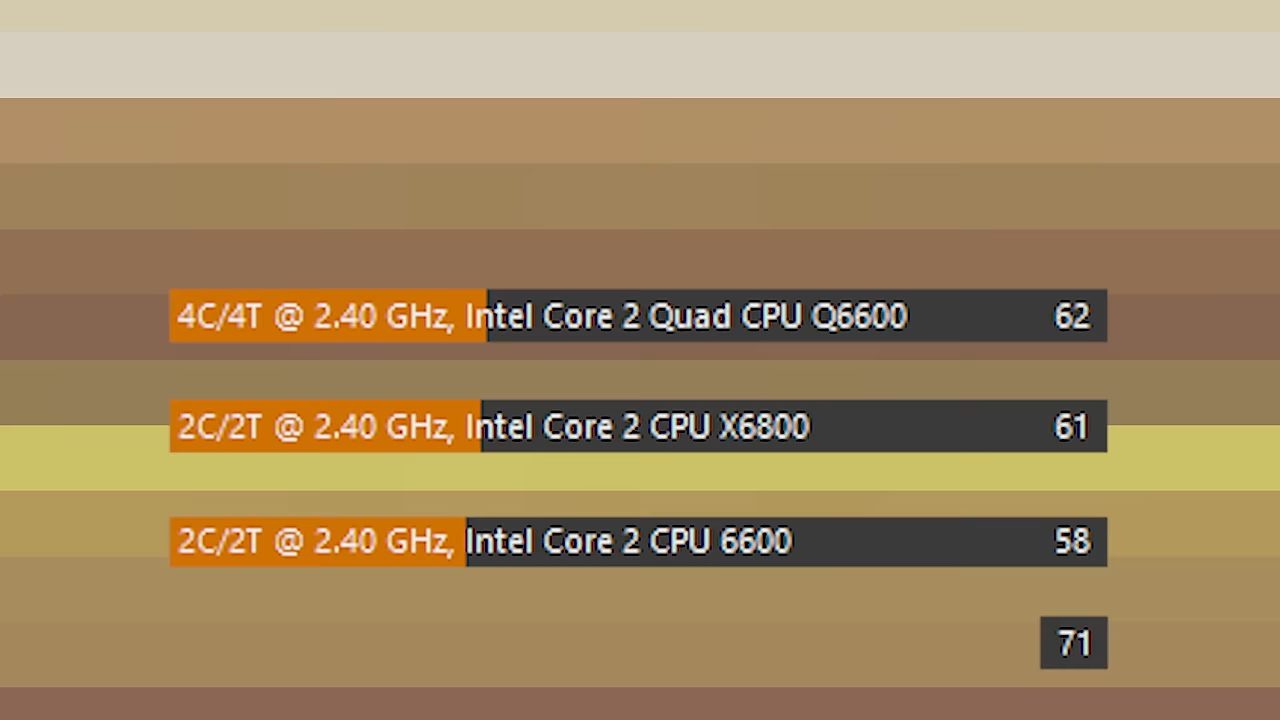 4C/4T @ 2.40 GHz, Intel Core 2 Quad CPU Q6600 62
2C/2T @ 2.40 GHz, Intel Core 2 CPU X6800 61
2C/2T @ 2.40 GHz, Intel Core 2 CPU 6600 58
71